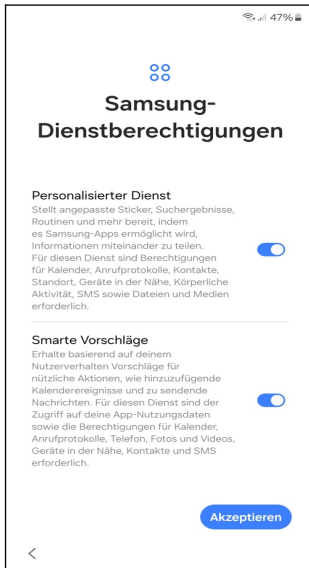 47%
Samsung-
Dienstberechtigungen
Personalisierter Dienst
Stellt angepasste Sticker, Suchergebnisse,
Routinen und mehr bereit, indem
es Samsung-Apps ermöglicht wird,
Informationen miteinander zu teilen.
Für diesen Dienst sind Berechtigungen
für Kalender, Anrufprotokolle, Kontakte,
Standort, Geräte in der Nähe, Körperliche
Aktivität, SMS sowie Dateien und Medien
erforderlich.
Smarte Vorschläge
Erhalte basierend auf deinem
Nutzerverhalten Vorschläge für
nützliche Aktionen, wie hinzuzufügende
Kalenderereignisse und zu sendende
Nachrichten. Für diesen Dienst sind der
Zugriff auf deine App-Nutzungsdaten
sowie die Berechtigungen für Kalender,
Anrufprotokolle, Telefon, Fotos und Videos,
Geräte in der Nähe, Kontakte und SMS
erforderlich.
Akzeptieren